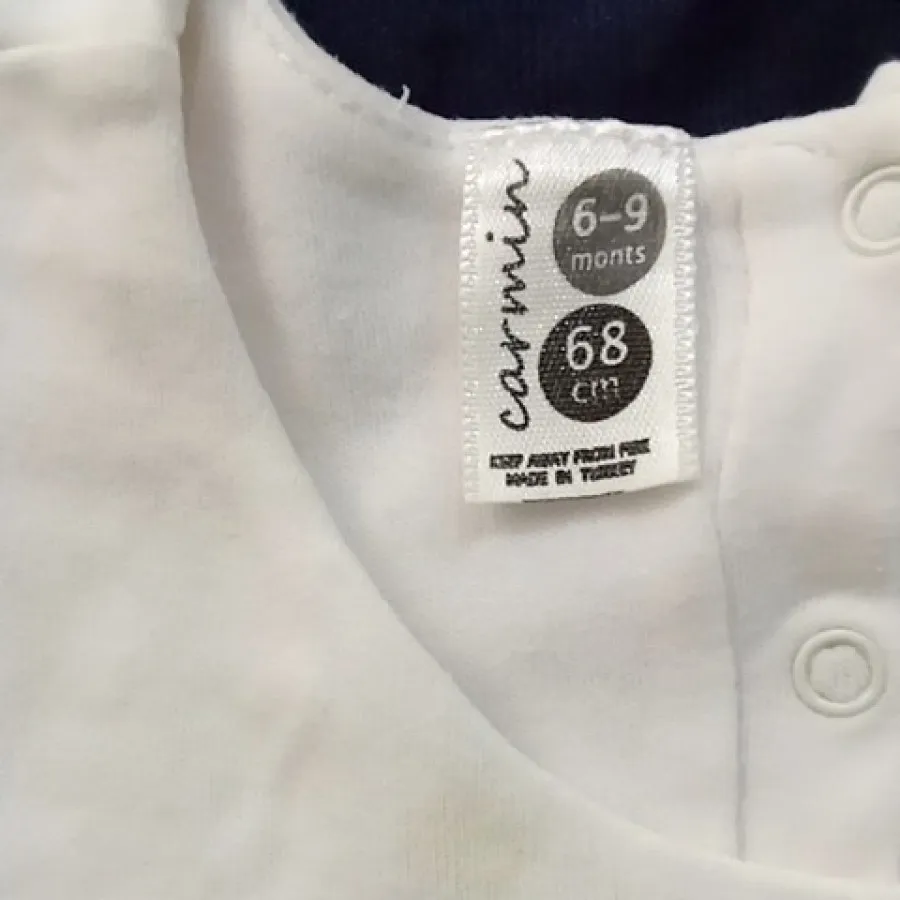 carmin
6-9
monts
68
cm
KEEP AWAY FROM FIRE
MADE IN TURKEY